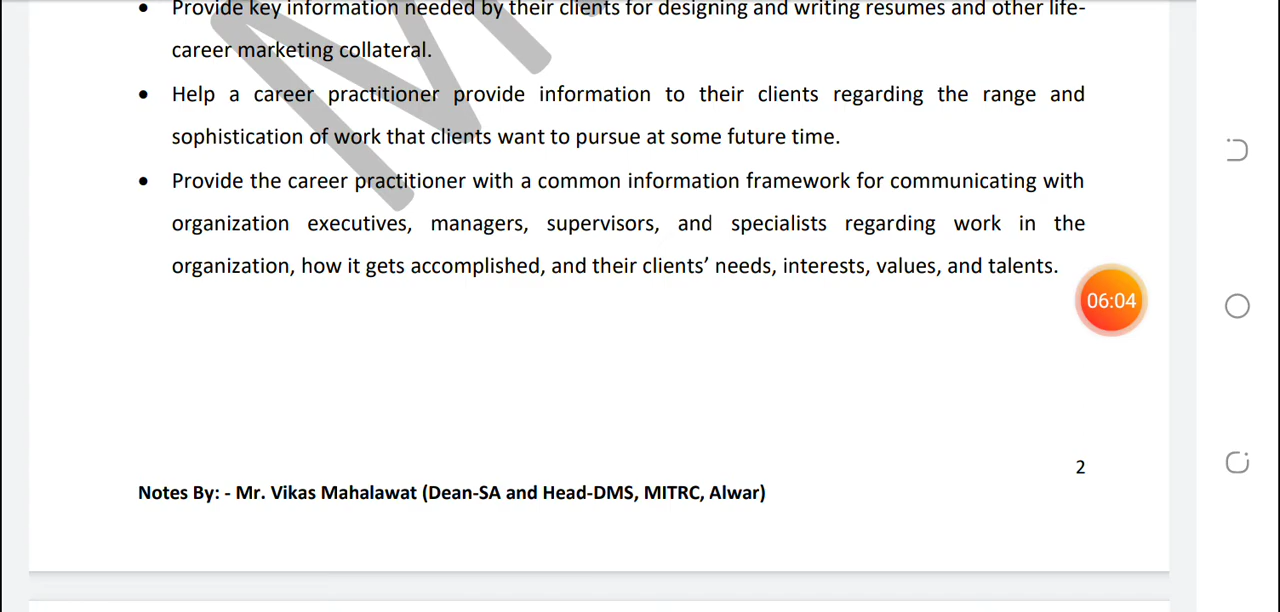 • Provide key information needed by their clients for designing and writing resumes and other life-
career marketing collateral.
• Help a career practitioner provide information to their clients regarding the range and
sophistication of work that clients want to pursue at some future time.
• Provide the career practitioner with a common information framework for communicating with
organization executives, managers, supervisors, and specialists regarding work in the
organization, how it gets accomplished, and their clients’ needs, interests, values, and talents.
06:04
2
Notes By: - Mr. Vikas Mahalawat (Dean-SA and Head-DMS, MITRC, Alwar)